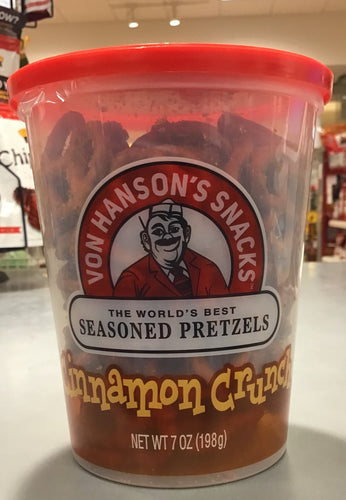 VON HANSON'S SNACKS
THE WORLD'S BEST
SEASONED PRETZELS
Cinnamon Crunch
NET WT 7 OZ (198g)